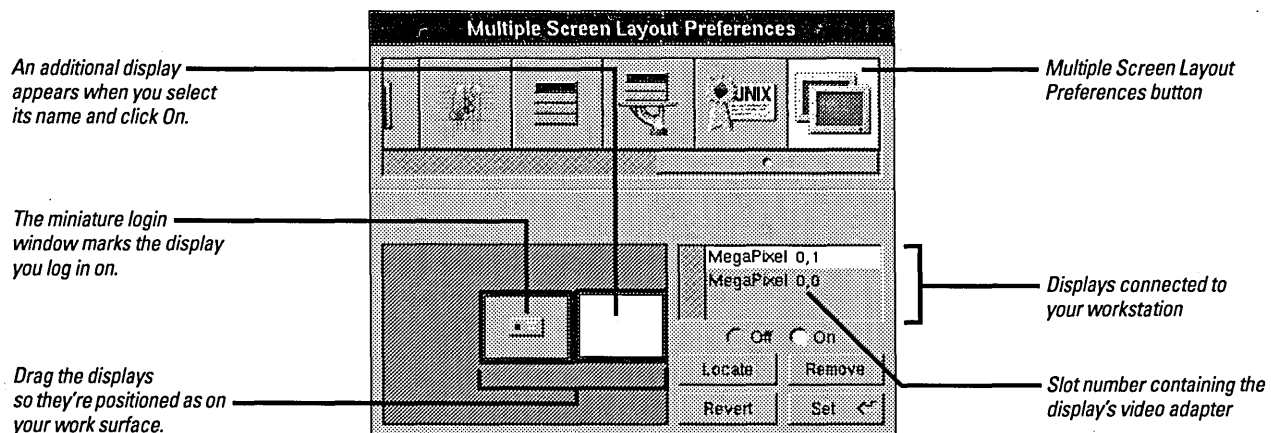 Multiple Screen Layout Preferences
An additional display
appears when you select
its name and click On.
Multiple Screen Layout
Preferences button
UNIX
The miniature login
window marks the display
you log in on.
MegaPixel 0,1
MegaPixel 0,0
Displays connected to
your workstation
Off
On
Locate
Remove
Drag the displays
so they're positioned as on
your work surface.
Revert
Set
Slot number containing the
display's video adapter